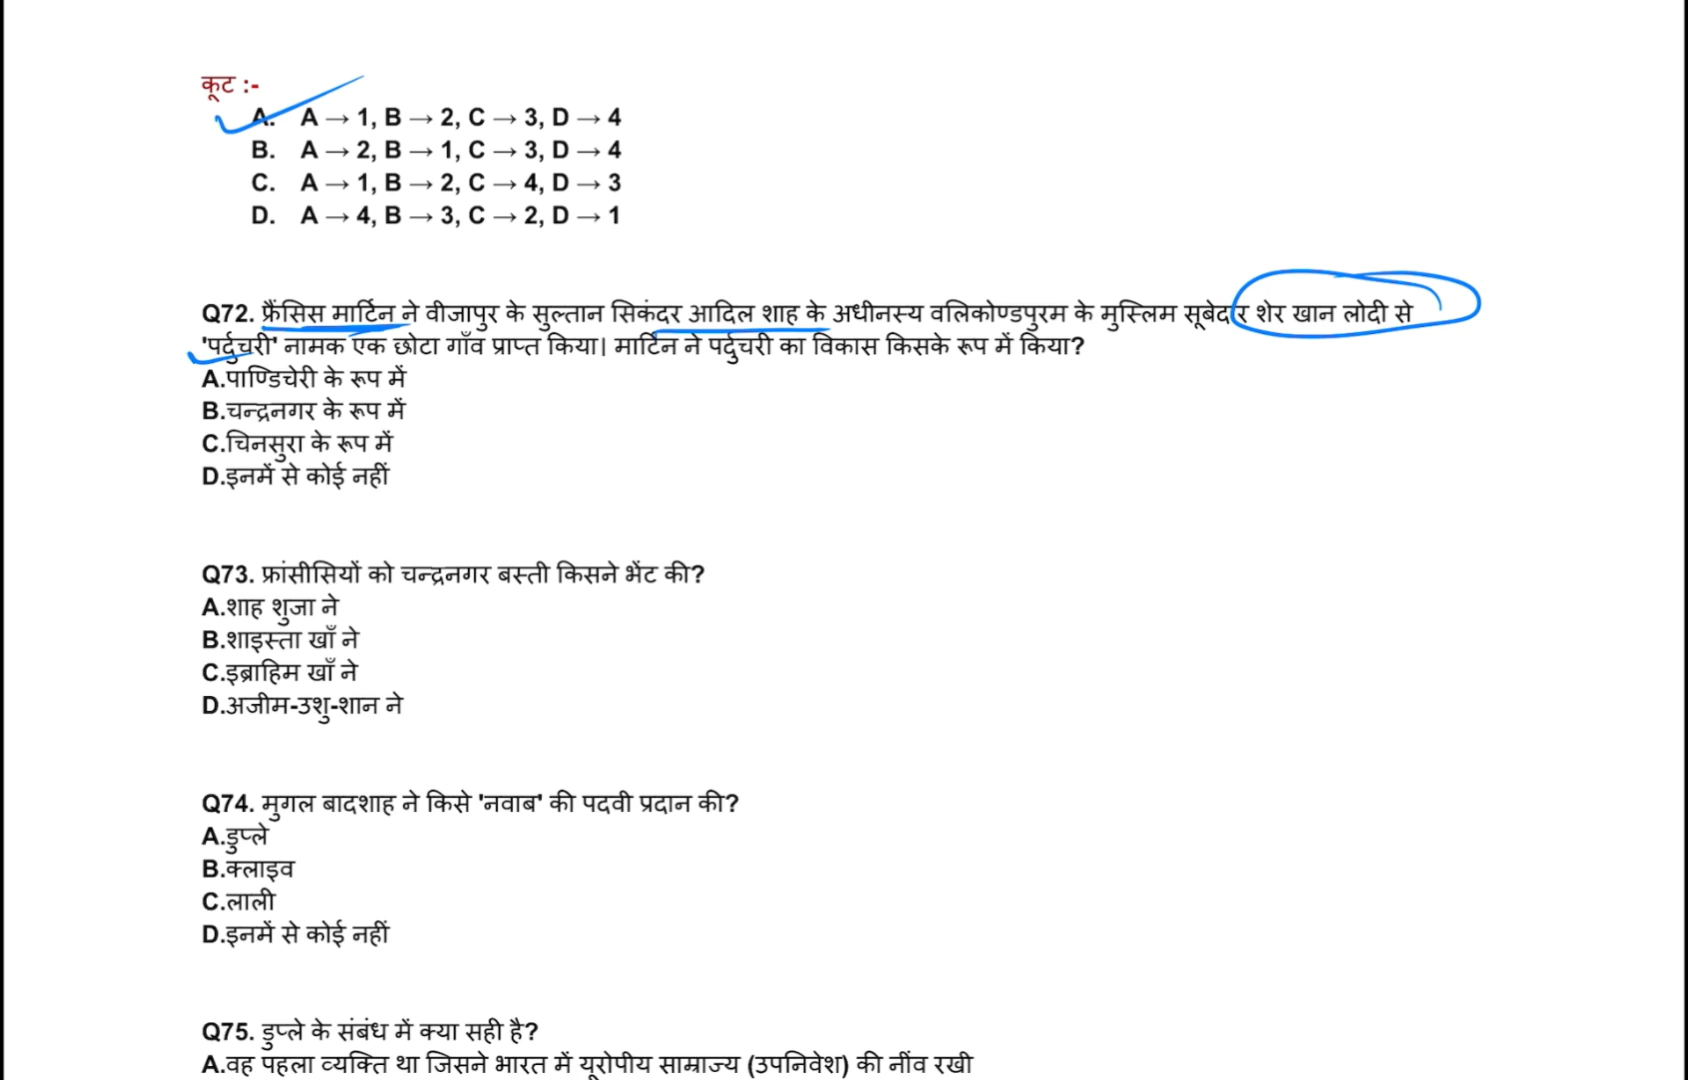 कूट :-
A. A → 1, B → 2, C → 3, D → 4
B. A → 2, B → 1, C → 3, D → 4
C. A → 1, B → 2, C → 4, D → 3
D. A → 4, B → 3, C → 2, D → 1
Q72. फ्रैंसिस मार्टिन ने वीजापुर के सुल्तान सिकंदर आदिल शाह के अधीनस्य वलिकोण्डपुरम के मुस्लिम सूबेदार शेर खान लोदी से
'पर्दुचरी' नामक एक छोटा गाँव प्राप्त किया| मार्टिन ने पर्दुचरी का विकास किसके रूप में किया?
A.पाण्डिचेरी के रूप में
B.चन्द्रनगर के रूप में
C.चिनसुरा के रूप में
D.इनमें से कोई नहीं
Q73. फ्रांसीसियों को चन्द्रनगर बस्ती किसने भेंट की?
A.शाह शुजा ने
B.शाइस्ता खाँ ने
C.इब्राहिम खाँ ने
D.अजीम-उशु-शान ने
Q74. मुगल बादशाह ने किसे 'नवाब' की पदवी प्रदान की?
A.डुप्ले
B.क्लाइव
C.लाली
D.इनमें से कोई नहीं
Q75. डुप्ले के संबंध में क्या सही है?
A.वह पहला व्यक्ति था जिसने भारत में यूरोपीय साम्राज्य (उपनिवेश) की नींव रखी